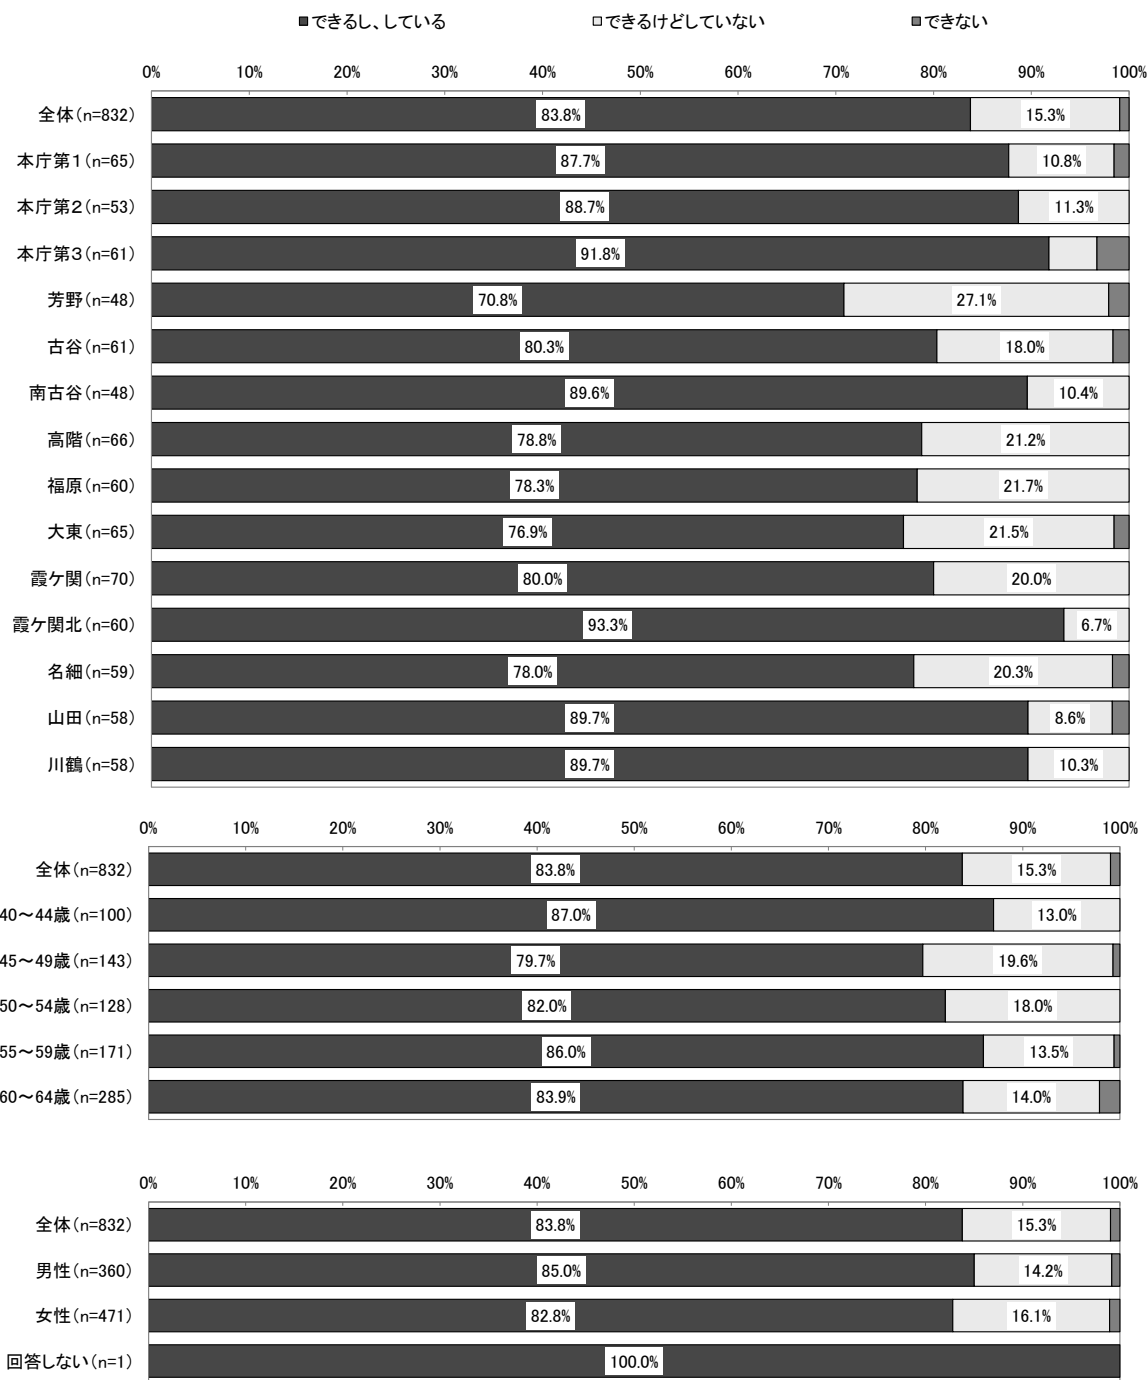 ■できるし、している □できるけどしていない ■できない
0% 10% 20% 30% 40% 50% 60% 70% 80% 90% 100%
全体（n=832） 83.8% 15.3%
本庁第１（n=65） 87.7% 10.8%
本庁第２（n=53） 88.7% 11.3%
本庁第３（n=61） 91.8%
芳野（n=48） 70.8% 27.1%
古谷（n=61） 80.3% 18.0%
南古谷（n=48） 89.6% 10.4%
高階（n=66） 78.8% 21.2%
福原（n=60） 78.3% 21.7%
大東（n=65） 76.9% 21.5%
霞ケ関（n=70） 80.0% 20.0%
霞ケ関北（n=60） 93.3% 6.7%
名細（n=59） 78.0% 20.3%
山田（n=58） 89.7% 8.6%
川鶴（n=58） 89.7% 10.3%
0% 10% 20% 30% 40% 50% 60% 70% 80% 90% 100%
全体（n=832） 83.8% 15.3%
40～44歳（n=100） 87.0% 13.0%
45～49歳（n=143） 79.7% 19.6%
50～54歳（n=128） 82.0% 18.0%
55～59歳（n=171） 86.0% 13.5%
60～64歳（n=285） 83.9% 14.0%
0% 10% 20% 30% 40% 50% 60% 70% 80% 90% 100%
全体（n=832） 83.8% 15.3%
男性（n=360） 85.0% 14.2%
女性（n=471） 82.8% 16.1%
回答しない（n=1） 100.0%